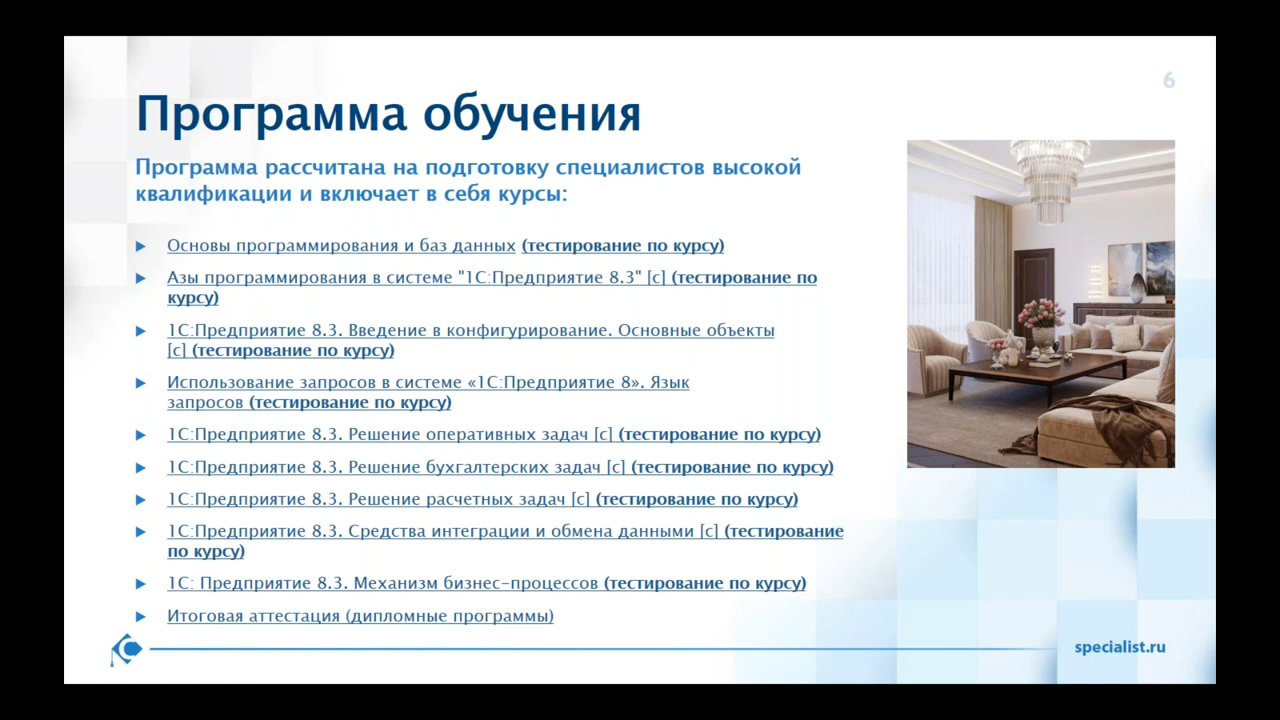 6
Программа обучения
Программа рассчитана на подготовку специалистов высокой
квалификации и включает в себя курсы:
Основы программирования и баз данных (тестирование по курсу)
Азы программирования в системе "1С:Предприятие 8.3" [с] (тестирование по
курсу)
1С:Предприятие 8.3. Введение в конфигурирование. Основные объекты
[с] (тестирование по курсу)
Использование запросов в системе «1С:Предприятие 8». Язык
запросов (тестирование по курсу)
1С:Предприятие 8.3. Решение оперативных задач [с] (тестирование по курсу)
1С:Предприятие 8.3. Решение бухгалтерских задач [с] (тестирование по курсу)
1С:Предприятие 8.3. Решение расчетных задач [с] (тестирование по курсу)
1С:Предприятие 8.3. Средства интеграции и обмена данными [с] (тестирование
по курсу)
1С: Предприятие 8.3. Механизм бизнес-процессов (тестирование по курсу)
Итоговая аттестация (дипломные программы)
specialist.ru